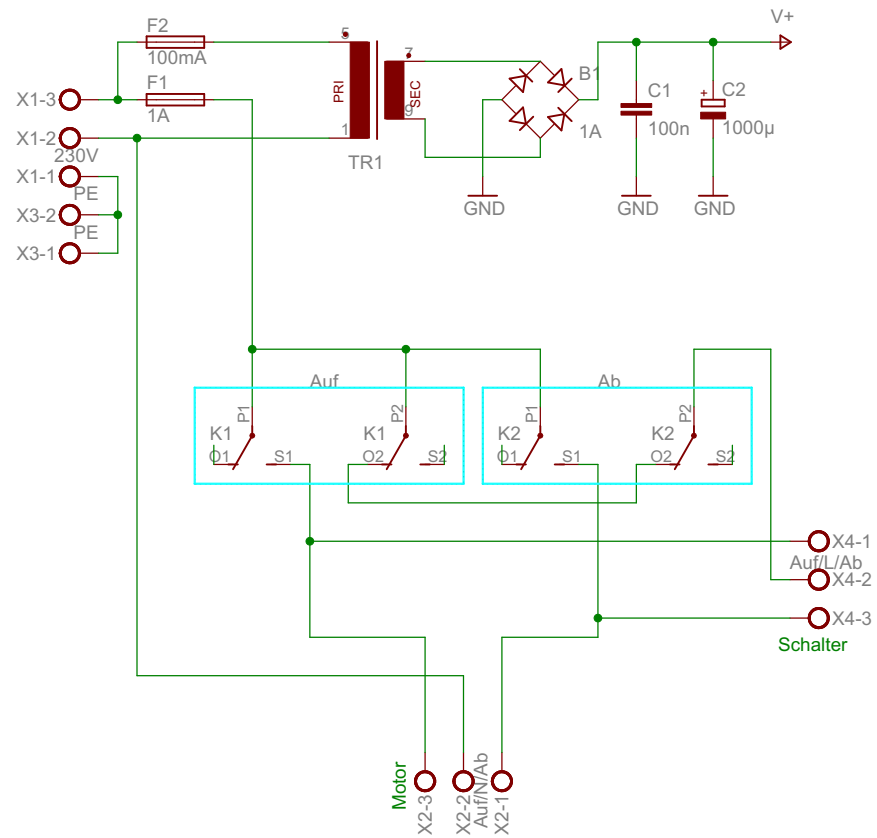 V+
F2
100mA
5
7
PRI
SEC
1
9
TR1
B1
1A
C1
100n
C2
+
1000µ
GND
GND
GND
X1-3
F1
1A
X1-2
230V
X1-1
PE
X3-2
PE
X3-1
Auf
Ab
K1
P1
O1
S1
K1
P2
O2
S2
K2
P1
O1
S1
K2
P2
O2
S2
X4-1
Auf/L/Ab
X4-2
X4-3
Schalter
Motor
X2-3
X2-2
Auf/N/Ab
X2-1